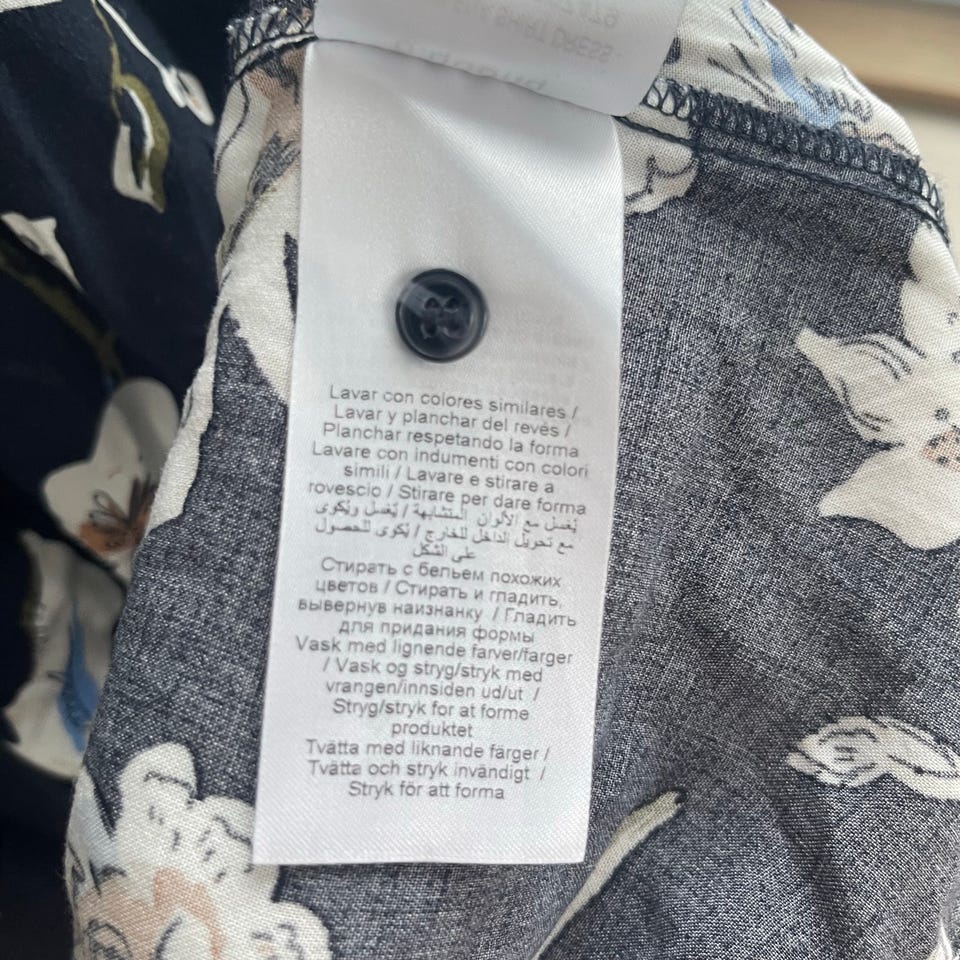 Lavar con colores similares /
Lavar y planchar del revés /
Planchar respetando la forma
Lavare con indumenti con colori
simili / Lavare e stirare a
rovescio / Stirare per dare forma
يُغسل مع الألوان المتشابهة / يُغسل ويُكوى
مع تحويل الداخل للخارج / يُكوى للحصول
على الشكل
Стирать с бельем похожих
цветов / Стирать и гладить,
вывернув наизнанку / Гладить
для придания формы
Vask med lignende farver/farger
/ Vask og stryg/stryk med
vrangen/innsiden ud/ut /
Stryg/stryk for at forme
produktet
Tvätta med liknande färger /
Tvätta och stryk invändigt /
Stryk för att forma